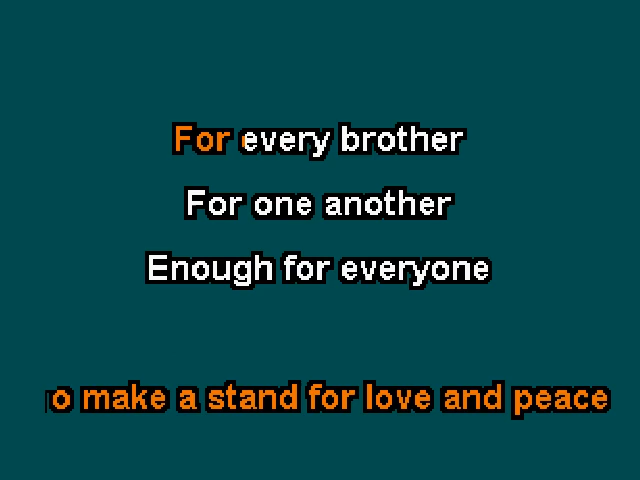 For every brother
For one another
Enough for everyone
o make a stand for love and peace